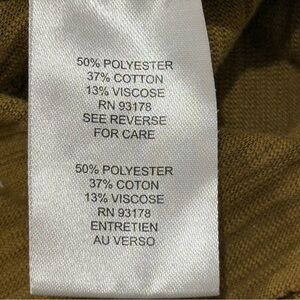 50% POLYESTER
37% COTTON
13% VISCOSE
RN 93178
SEE REVERSE
FOR CARE
50% POLYESTER
37% COTON
13% VISCOSE
RN 93178
ENTRETIEN
AU VERSO